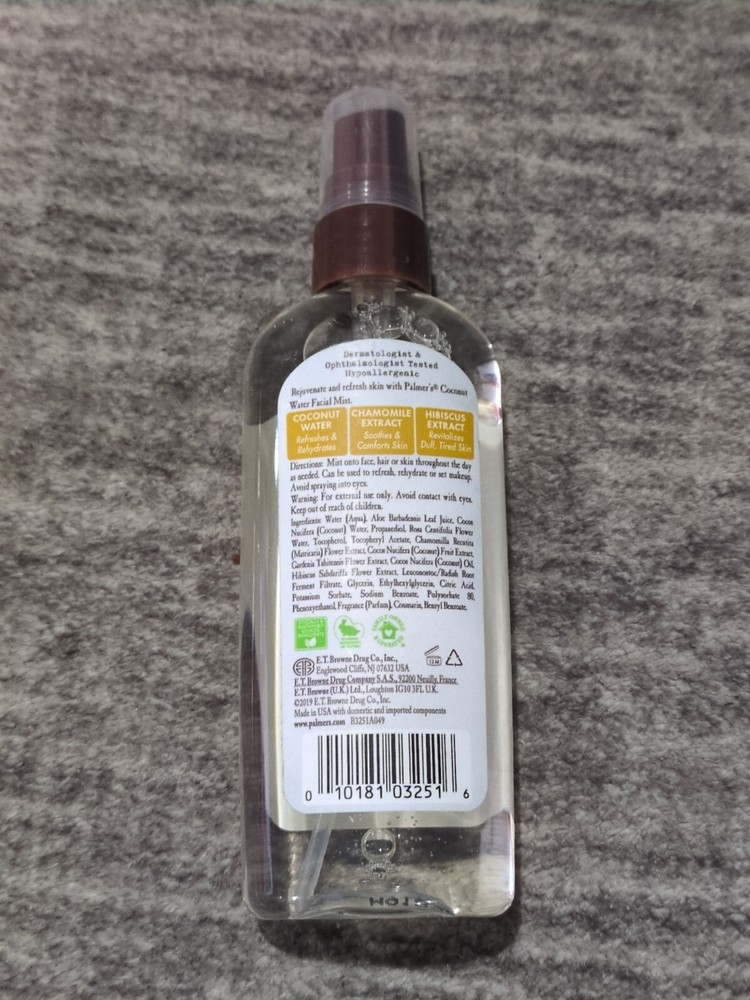 Dermatologist &
Ophthalmologist Tested
Hypoallergenic
Rejuvenate and refresh skin with Palmer's® Coconut
Water Facial Mist.
COCONUT WATER
Refreshes & Rehydrates
CHAMOMILE EXTRACT
Soothes & Comforts Skin
HIBISCUS EXTRACT
Revitalizes Dull, Tired Skin
Directions: Mist onto face, hair or skin throughout the day
as needed. Can be used to refresh, rehydrate or set makeup.
Avoid spraying into eyes.
Warning: For external use only. Avoid contact with eyes.
Keep out of reach of children.
Ingredients: Water (Aqua), Aloe Barbadensis Leaf Juice, Cocos
Nucifera (Coconut) Water, Propanediol, Rosa Centifolia Flower
Water, Tocopherol, Tocopheryl Acetate, Chamomilla Recutita
(Matricaria) Flower Extract, Cocos Nucifera (Coconut) Fruit Extract,
Gardenia Tahitensis Flower Extract, Cocos Nucifera (Coconut) Oil,
Hibiscus Sabdariffa Flower Extract, Leuconostoc/Radish Root
Ferment Filtrate, Glycerin, Ethylhexylglycerin, Citric Acid,
Potassium Sorbate, Sodium Benzoate, Polysorbate 80,
Phenoxyethanol, Fragrance (Parfum), Coumarin, Benzyl Benzoate.
FAMILY OWNED
12M
E.T. Browne Drug Co., Inc.,
Englewood Cliffs, NJ 07632 USA
E.T. Browne Drug Company S.A.S., 92200 Neuilly, France
E.T. Browne (U.K.) Ltd., Loughton IG10 3FL U.K.
©2019 E.T. Browne Drug Co., Inc.
Made in USA with domestic and imported components
www.palmers.com B3251A049
0 10181 03251 6